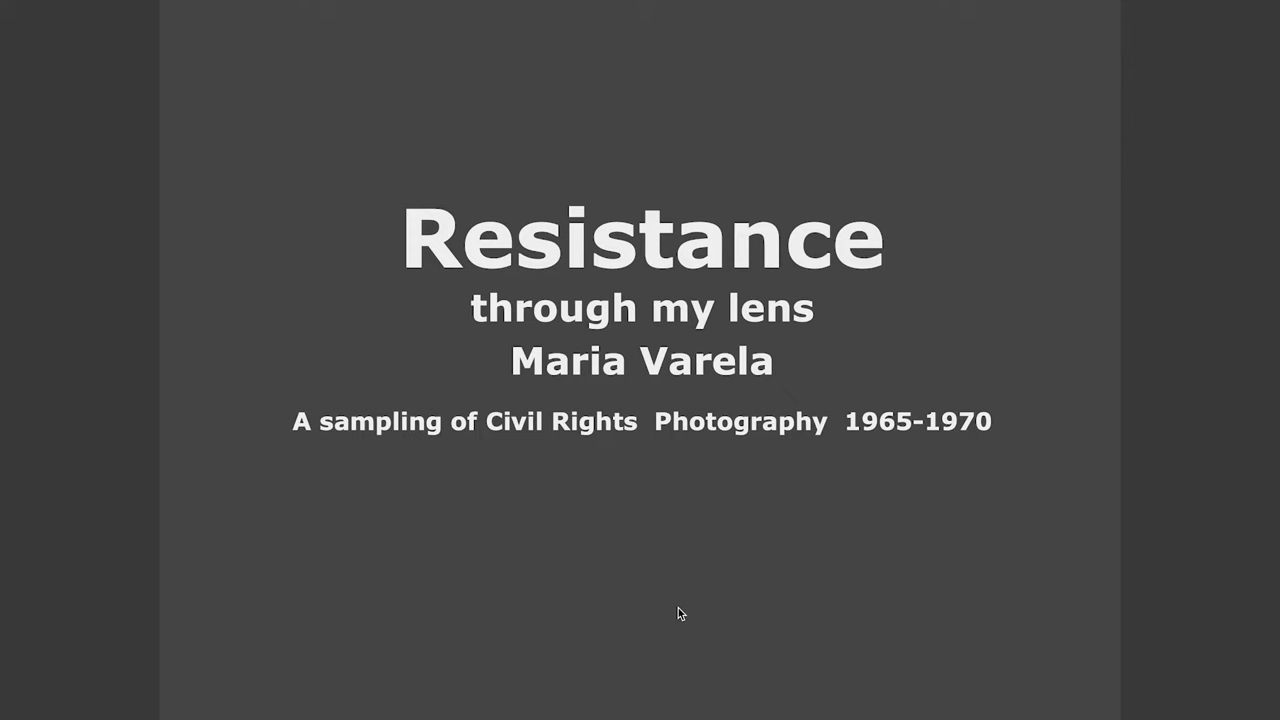 Resistance
through my lens
Maria Varela
A sampling of Civil Rights Photography 1965-1970